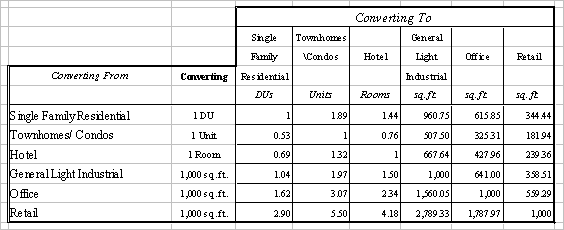 Converting To
Single Townhomes General
Family \Condos Hotel Light Office Retail
Converting From Converting Residential Industrial
DUs Units Rooms sq.ft. sq.ft. sq.ft.
Single Family Residential 1 DU 1 1.89 1.44 960.75 615.85 344.44
Townhomes/ Condos 1 Unit 0.53 1 0.76 507.50 325.31 181.94
Hotel 1 Room 0.69 1.32 1 667.64 427.96 239.36
General Light Industrial 1,000 sq.ft. 1.04 1.97 1.50 1,000 641.00 358.51
Office 1,000 sq.ft. 1.62 3.07 2.34 1,560.05 1,000 559.29
Retail 1,000 sq.ft. 2.90 5.50 4.18 2,789.33 1,787.97 1,000